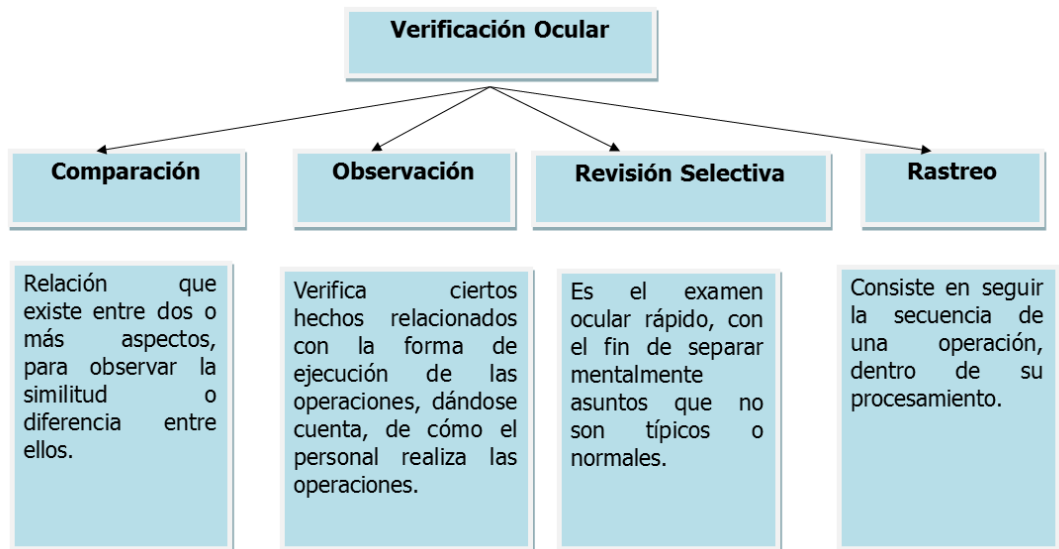 Verificación Ocular
Comparación
Observación
Revisión Selectiva
Rastreo
Relación que
existe entre dos o
más aspectos,
para observar la
similitud o
diferencia entre
ellos.
Verifica ciertos
hechos relacionados
con la forma de
ejecución de las
operaciones, dándose
cuenta, de cómo el
personal realiza las
operaciones.
Es el examen
ocular rápido, con
el fin de separar
mentalmente
asuntos que no
son típicos o
normales.
Consiste en seguir
la secuencia de
una operación,
dentro de su
procesamiento.